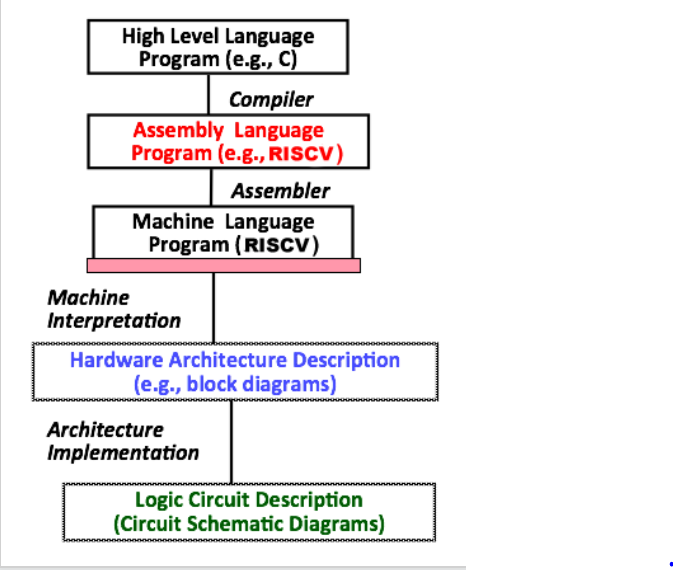 High Level Language
Program (e.g., C)
Compiler
Assembly Language
Program (e.g., RISCV)
Assembler
Machine Language
Program (RISCV)
Machine
Interpretation
Hardware Architecture Description
(e.g., block diagrams)
Architecture
Implementation
Logic Circuit Description
(Circuit Schematic Diagrams)